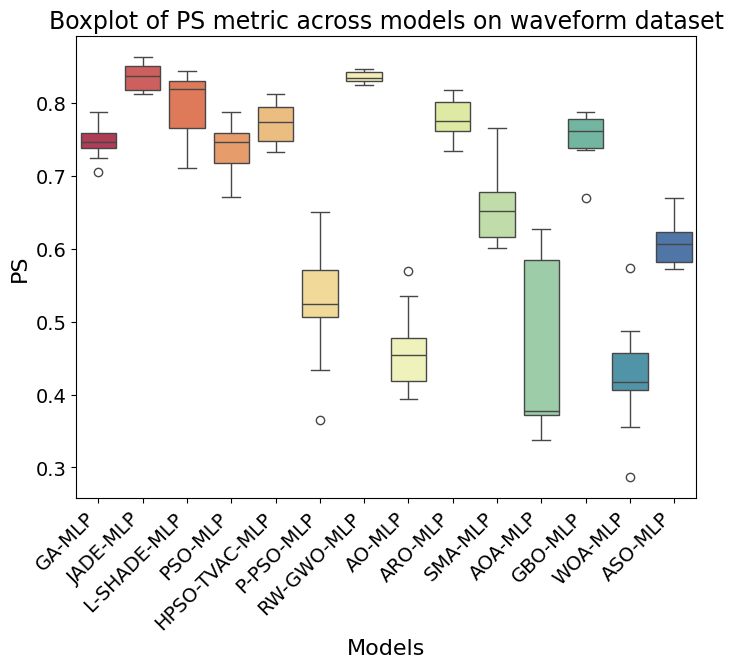 Boxplot of PS metric across models on waveform dataset
PS
0.8
0.7
0.6
0.5
0.4
0.3
GA-MLP
JADE-MLP
L-SHADE-MLP
PSO-MLP
HPSO-TVAC-MLP
P-PSO-MLP
RW-GWO-MLP
AO-MLP
ARO-MLP
SMA-MLP
AOA-MLP
GBO-MLP
WOA-MLP
ASO-MLP
Models